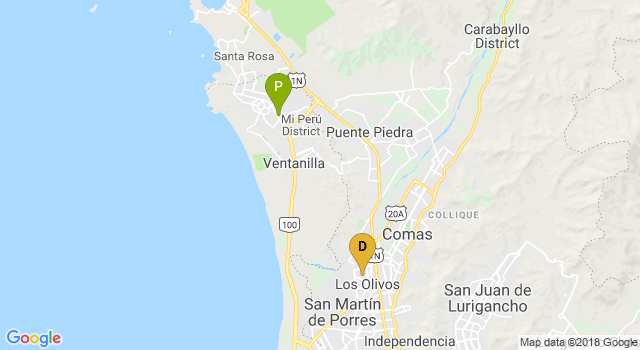 Carabayllo
District
Santa Rosa
1N
P
Mi Perú
District
Puente Piedra
Ventanilla
20A
COLLIQUE
100
Comas
D
1N
Los Olivos
San Juan de
Lurigancho
San Martín
de Porres
Independencia
Google
Map data ©2018 Google